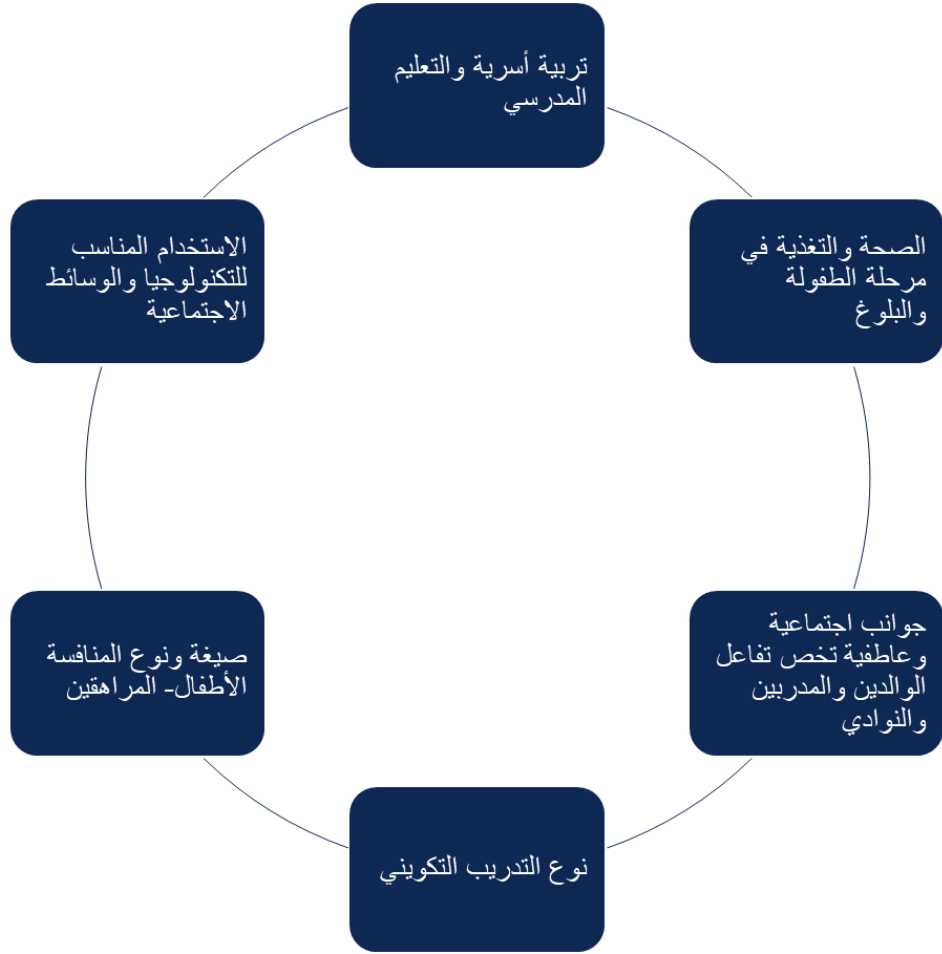 تربية أسرية والتعليم
المدرسي
الصحة والتغذية في
مرحلة الطفولة
والبلوغ
جوانب اجتماعية
وعاطفية تخص تفاعل
الوالدين والمدربين
والنوادي
نوع التدريب التكويني
صيغة ونوع المنافسة
الأطفال- المراهقين
الاستخدام المناسب
للتكنولوجيا والوسائط
الاجتماعية